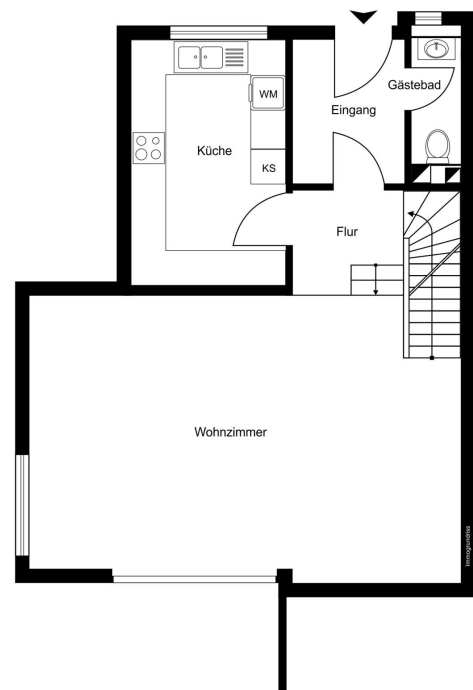 Gästebad
WM
Eingang
Küche
KS
Flur
Wohnzimmer
Immogrundriss